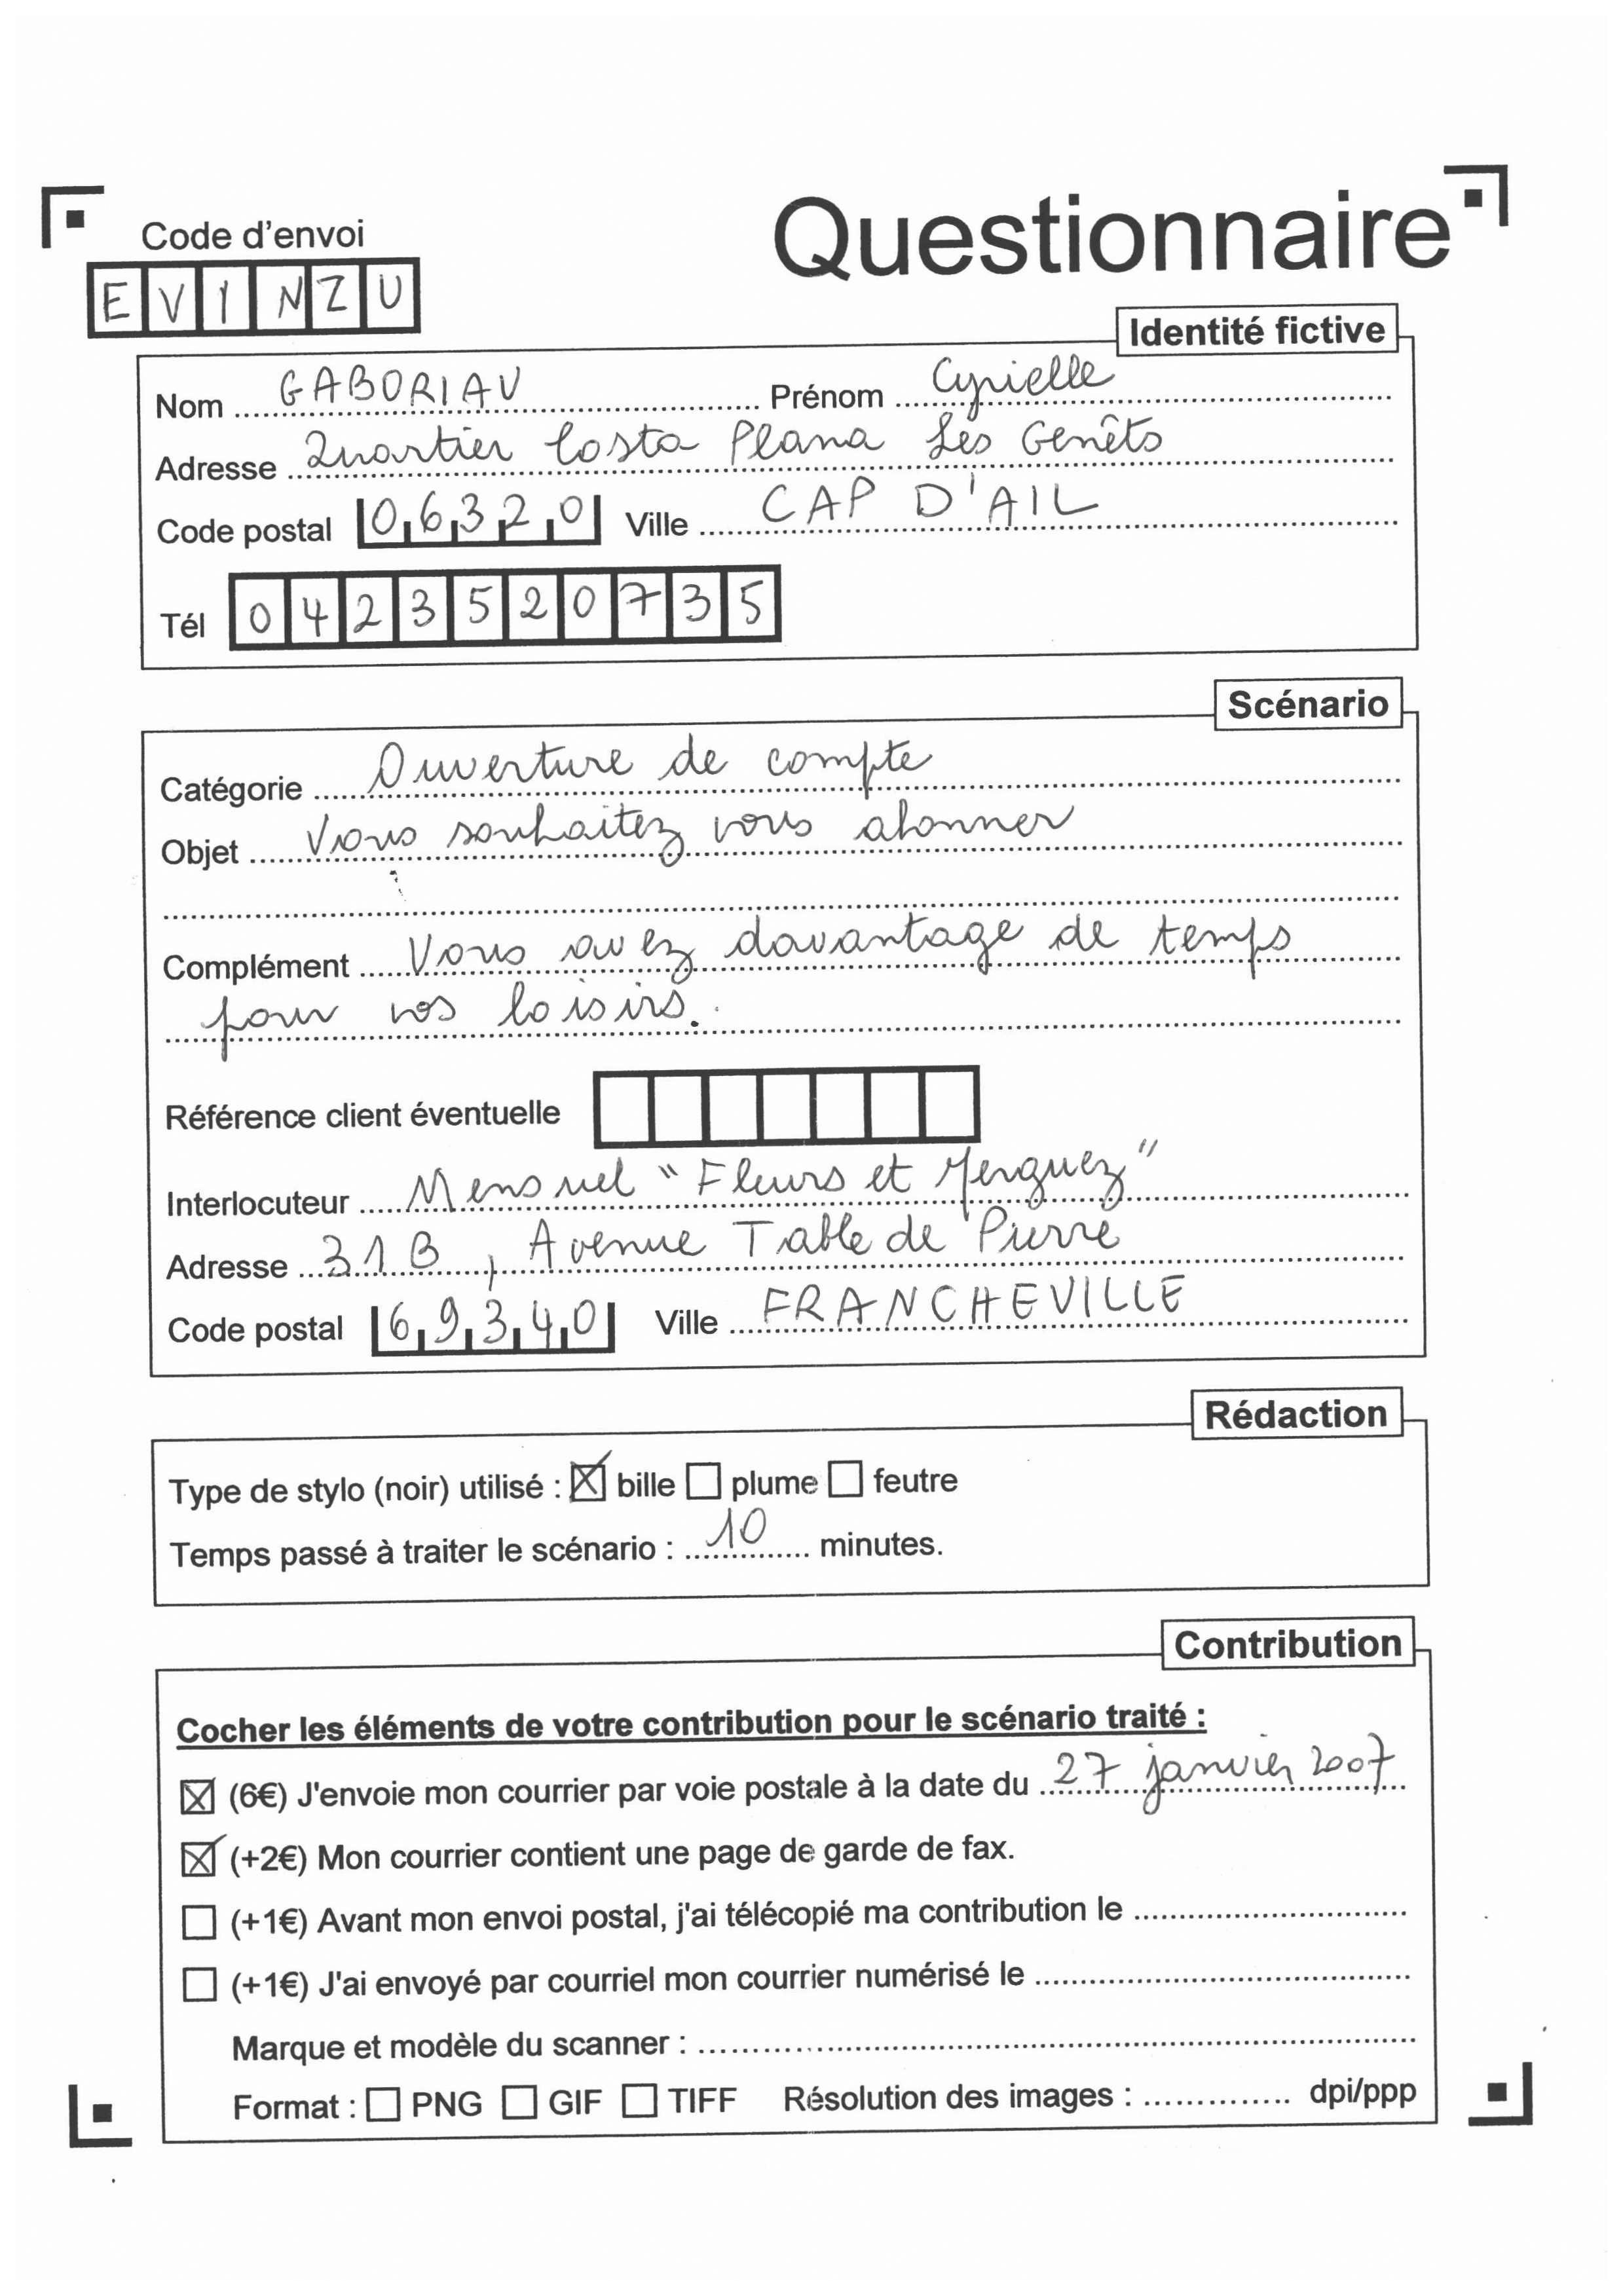 Questionnaire
Code d'envoi
E V I N Z U
Identité fictive
Nom GABORIAU Prénom Cyrielle
Adresse Quartier Costa Plana Les Genêts
Code postal 06320 Ville CAP D'AIL
Tél 0423520735
Scénario
Catégorie Ouverture de compte
Objet Vous souhaitez vous abonner
Complément Vous avez davantage de temps
pour vos loisirs.
Référence client éventuelle
Interlocuteur Mensuel "Fleurs et Merguez"
Adresse 31B, Avenue Table de Pierre
Code postal 69340 Ville FRANCHEVILLE
Rédaction
Type de stylo (noir) utilisé : ☒ bille ☐ plume ☐ feutre
Temps passé à traiter le scénario : 10 minutes.
Contribution
Cocher les éléments de votre contribution pour le scénario traité :
☒ (6€) J'envoie mon courrier par voie postale à la date du 27 janvier 2007
☒ (+2€) Mon courrier contient une page de garde de fax.
☐ (+1€) Avant mon envoi postal, j'ai télécopié ma contribution le
☐ (+1€) J'ai envoyé par courriel mon courrier numérisé le
Marque et modèle du scanner :
Format : ☐ PNG ☐ GIF ☐ TIFF Résolution des images : dpi/ppp